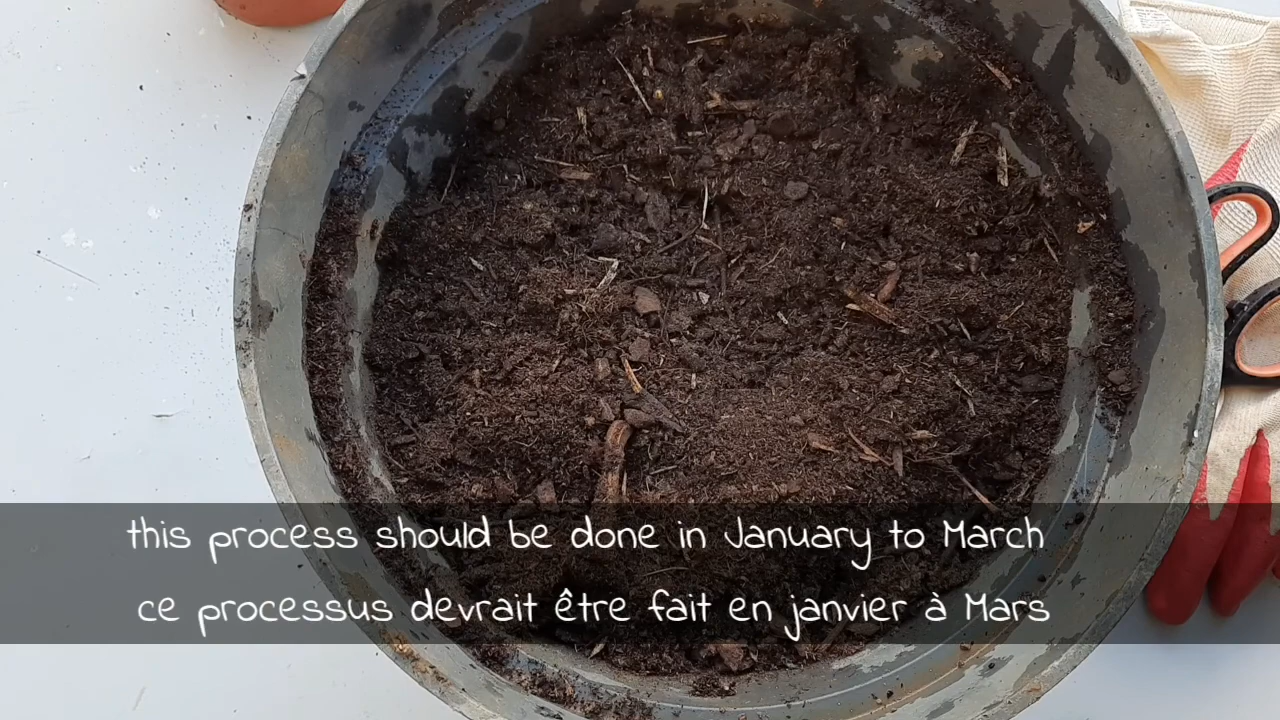 this process should be done in January to March
ce processus devrait être fait en janvier à Mars